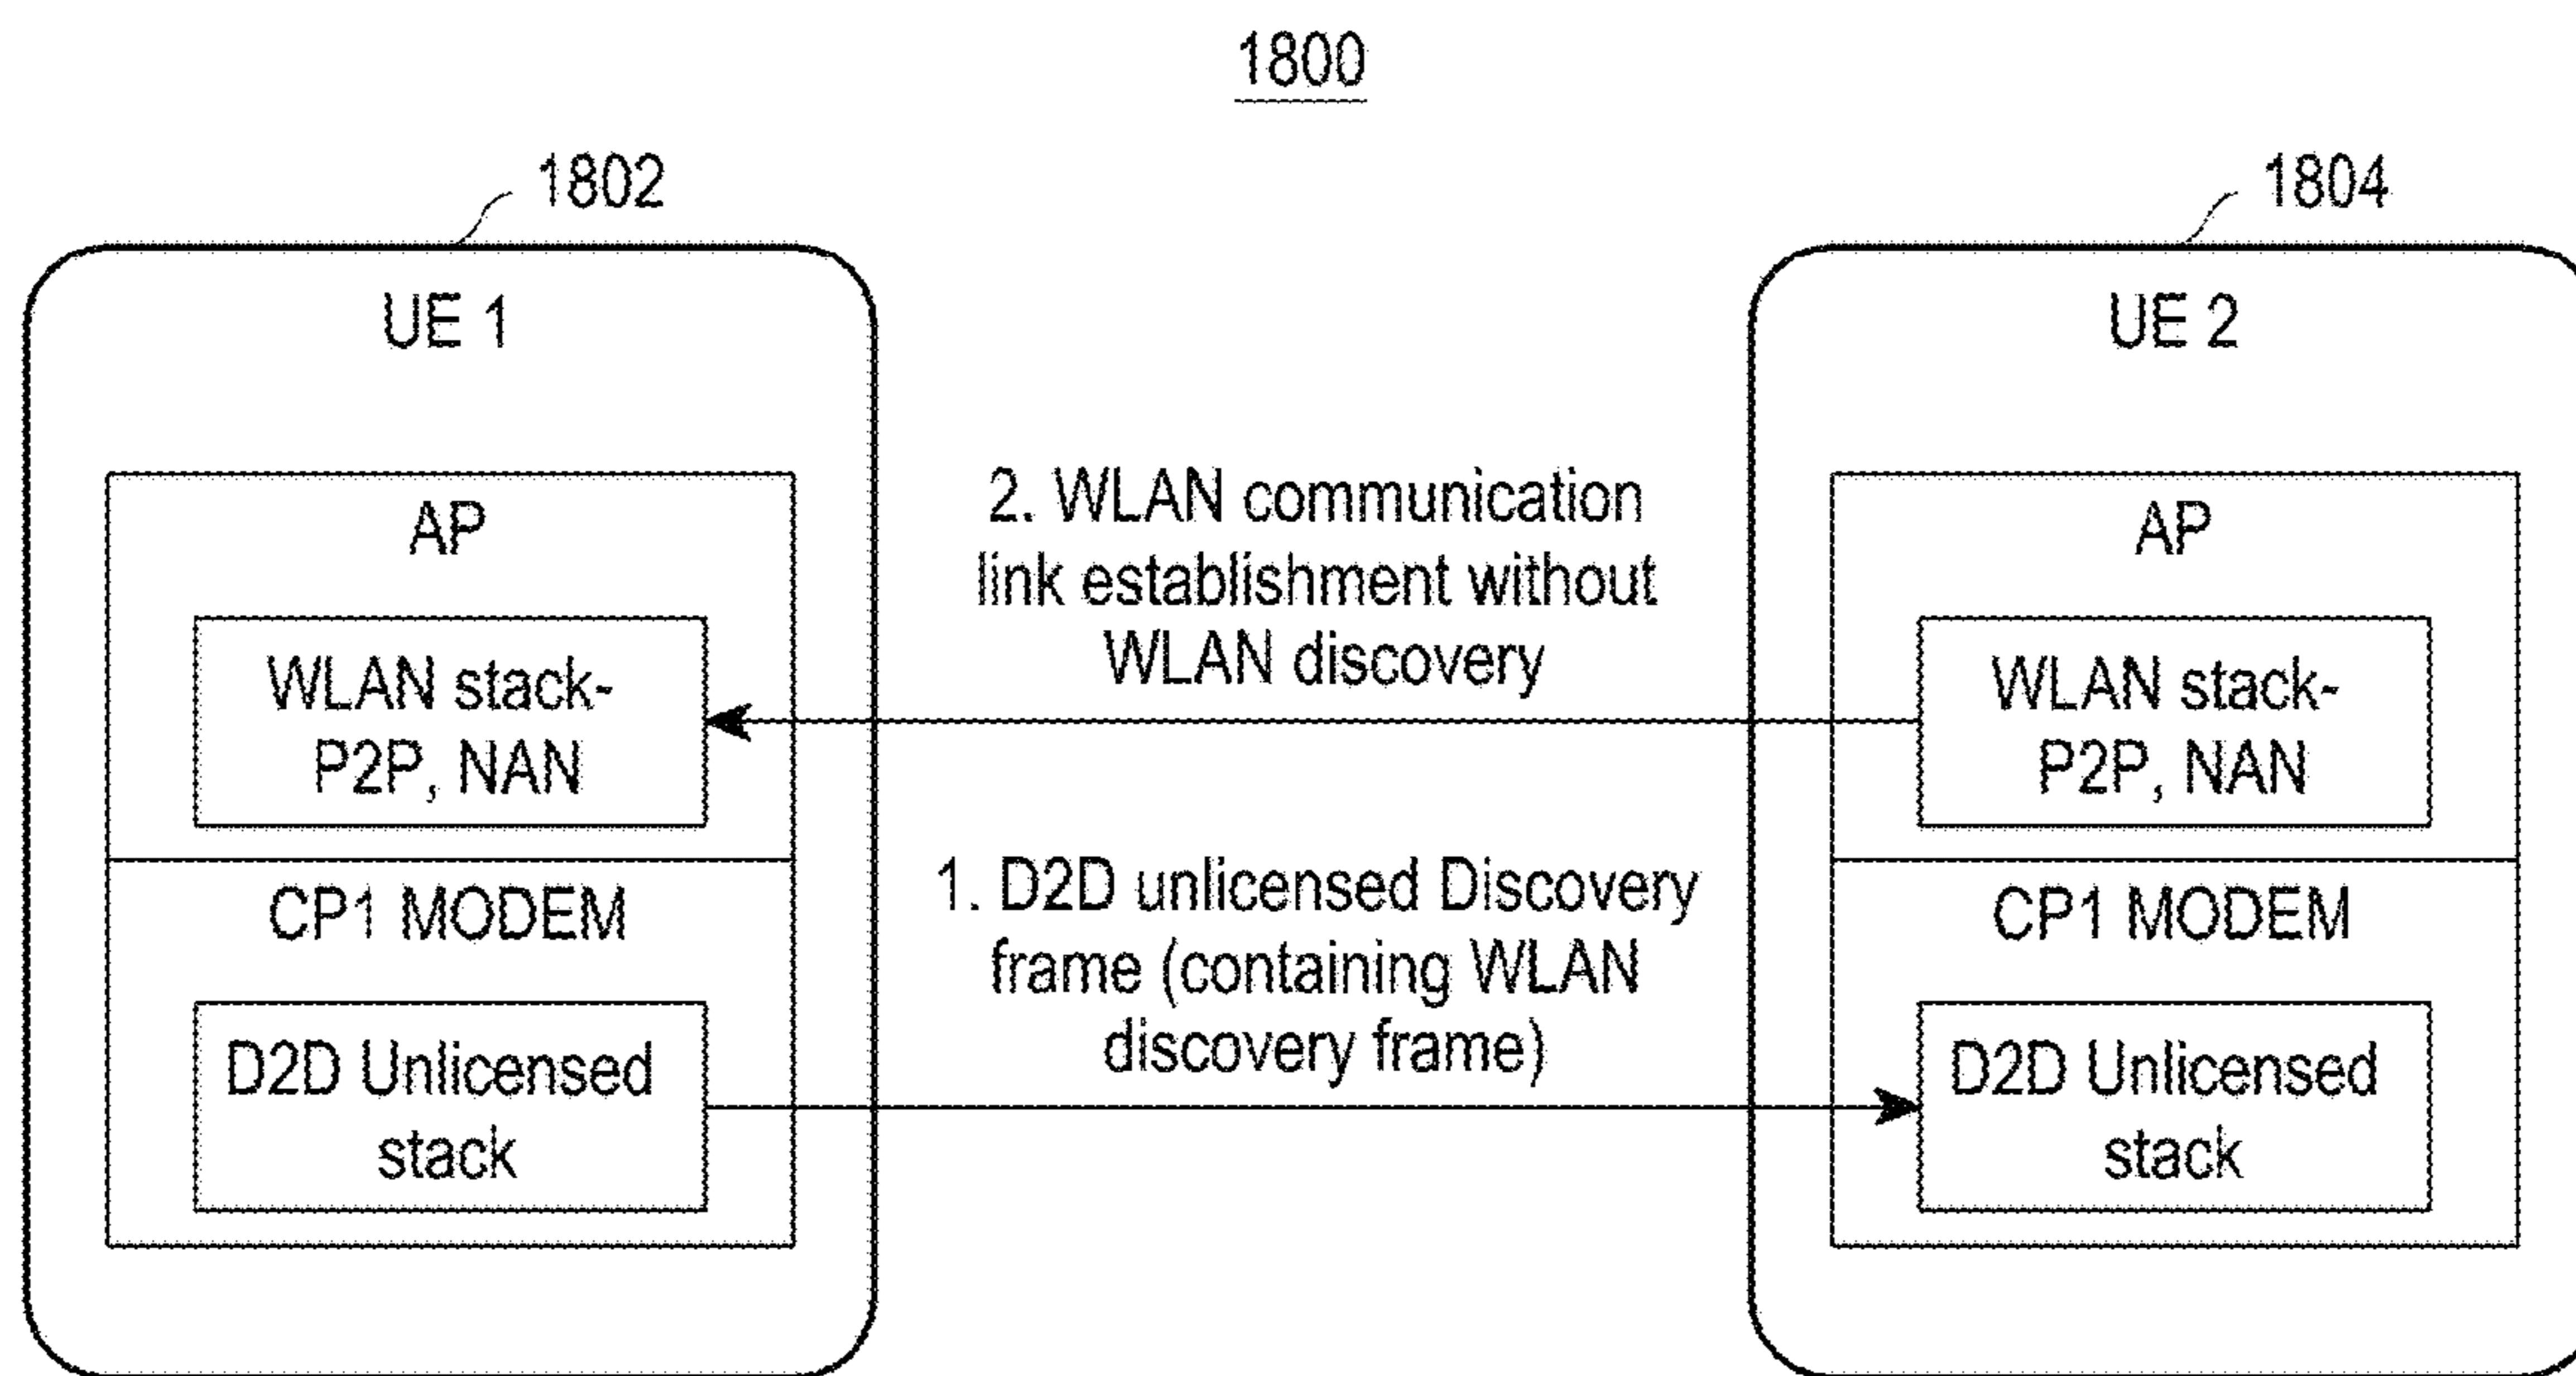 1800
1802
1804
UE 1
UE 2
AP
AP
WLAN stack-
P2P, NAN
2. WLAN communication
link establishment without
WLAN discovery
WLAN stack-
P2P, NAN
CP1 MODEM
CP1 MODEM
D2D Unlicensed
stack
1. D2D unlicensed Discovery
frame (containing WLAN
discovery frame)
D2D Unlicensed
stack